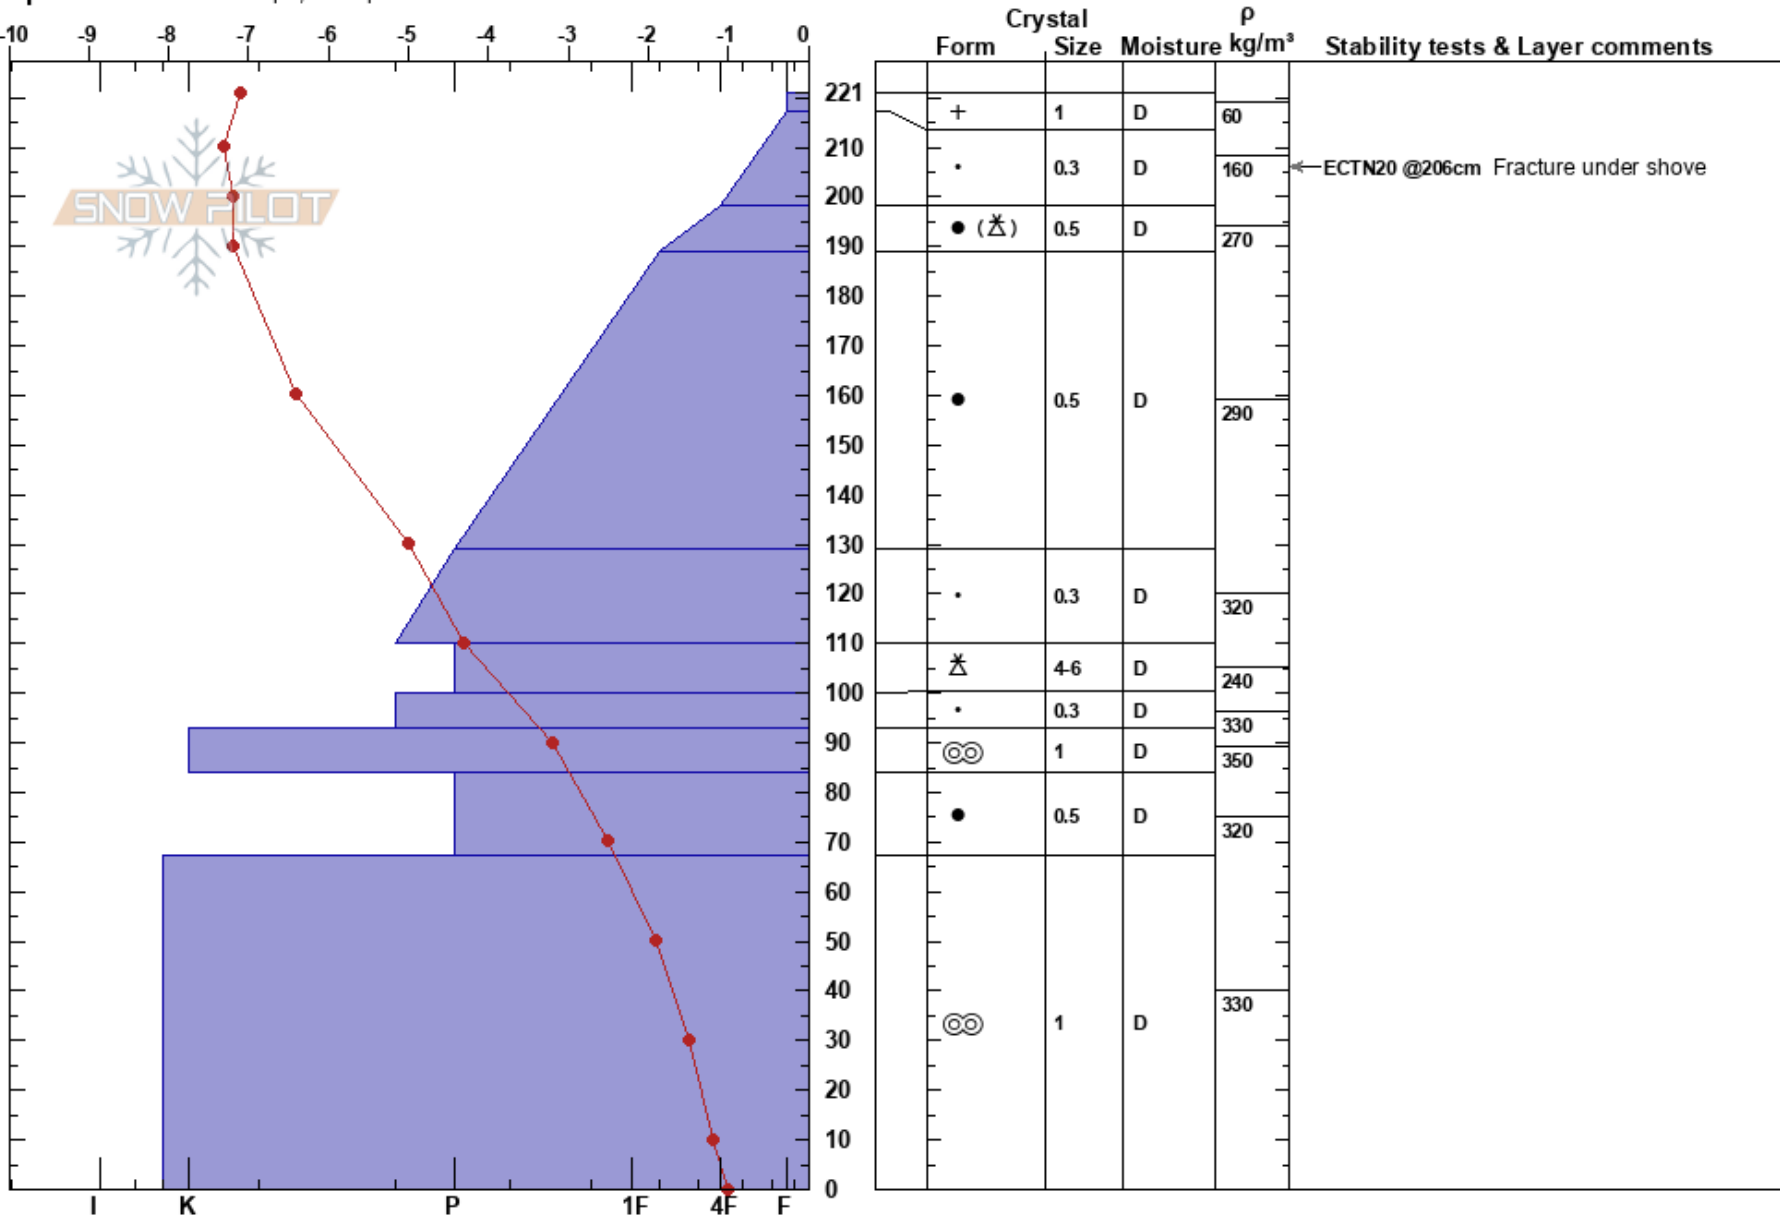 -10 -9 -8 -7 -6 -5 -4 -3 -2 -1 0
Crystal ρ
Form Size Moisture kg/m³ Stability tests & Layer comments
221
+ 1 D 60
210
0.3 D 160 ECTN20 @206cm Fracture under shove
200
SNOW PILOT
( ) 0.5 D 270
190
180
170
160
0.5 D 290
150
140
130
120
0.3 D 320
110
4-6 D 240
100
0.3 D 330
90
1 D 350
80
0.5 D 320
70
60
50
40
330
30
1 D
20
10
0
I K P 1F 4F F